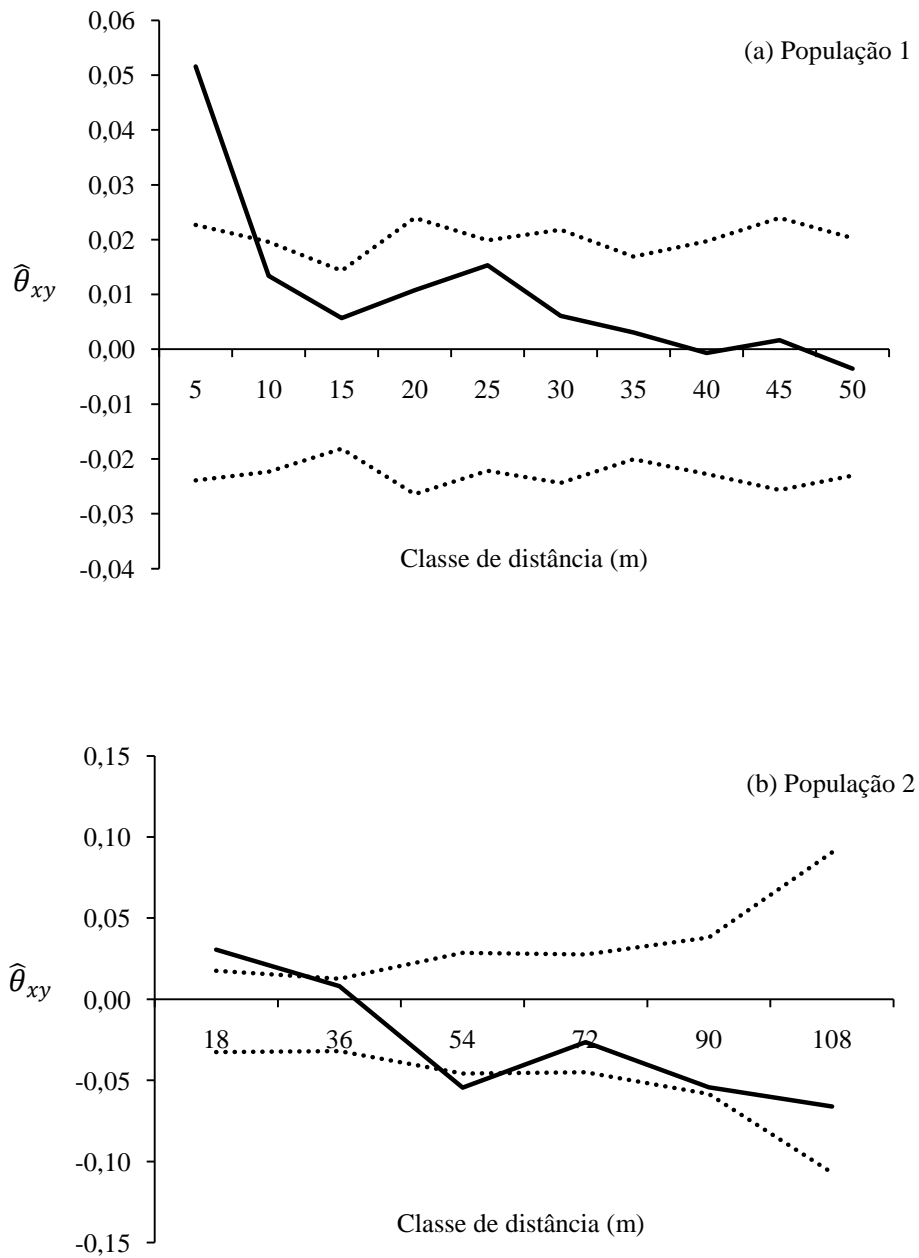 0,06
(a) População 1
0,05
0,04
0,03
0,02
θ̂xy
0,01
0,00
5 10 15 20 25 30 35 40 45 50
-0,01
-0,02
-0,03
Classe de distância (m)
-0,04
0,15
(b) População 2
0,10
0,05
θ̂xy
0,00
18 36 54 72 90 108
-0,05
-0,10
Classe de distância (m)
-0,15